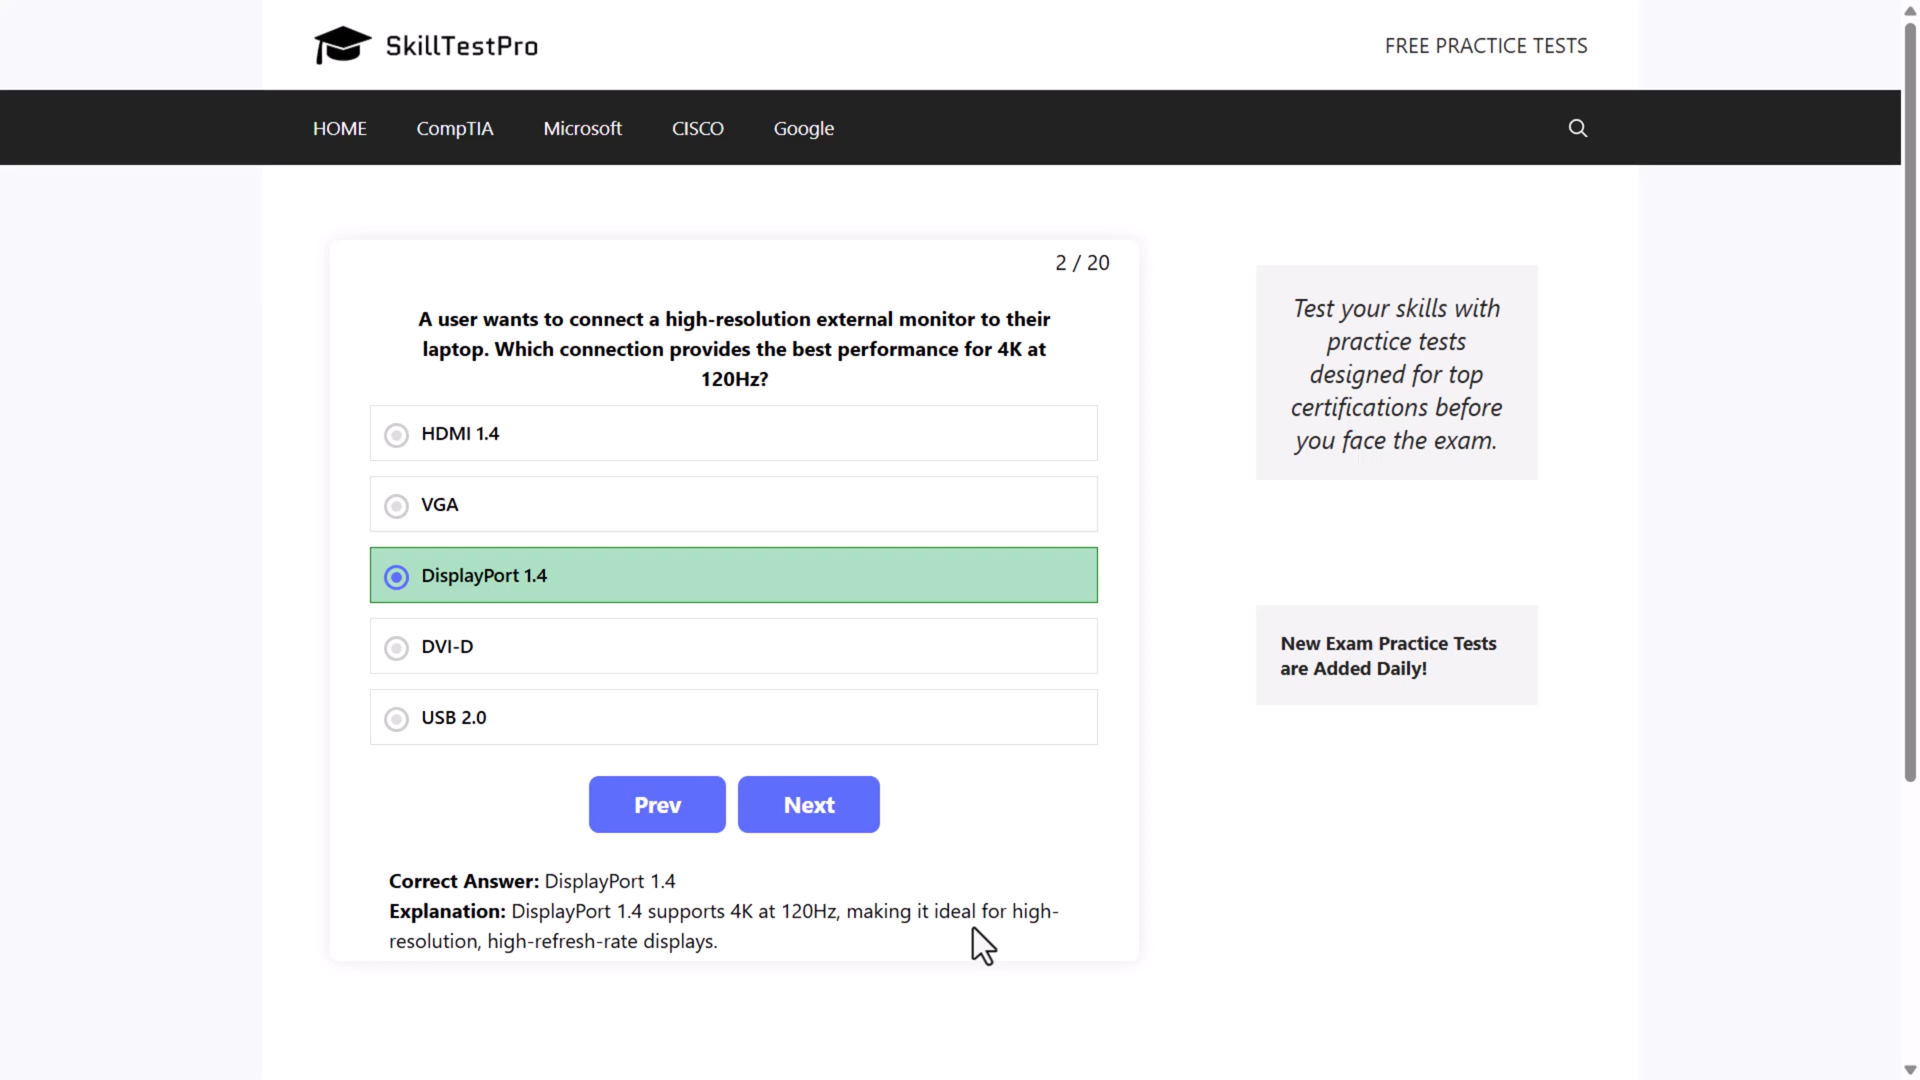 SkillTestPro
FREE PRACTICE TESTS
HOME
CompTIA
Microsoft
CISCO
Google
2 / 20
A user wants to connect a high-resolution external monitor to their
laptop. Which connection provides the best performance for 4K at
120Hz?
HDMI 1.4
VGA
DisplayPort 1.4
DVI-D
USB 2.0
Prev
Next
Correct Answer: DisplayPort 1.4
Explanation: DisplayPort 1.4 supports 4K at 120Hz, making it ideal for high-
resolution, high-refresh-rate displays.
Test your skills with
practice tests
designed for top
certifications before
you face the exam.
New Exam Practice Tests
are Added Daily!